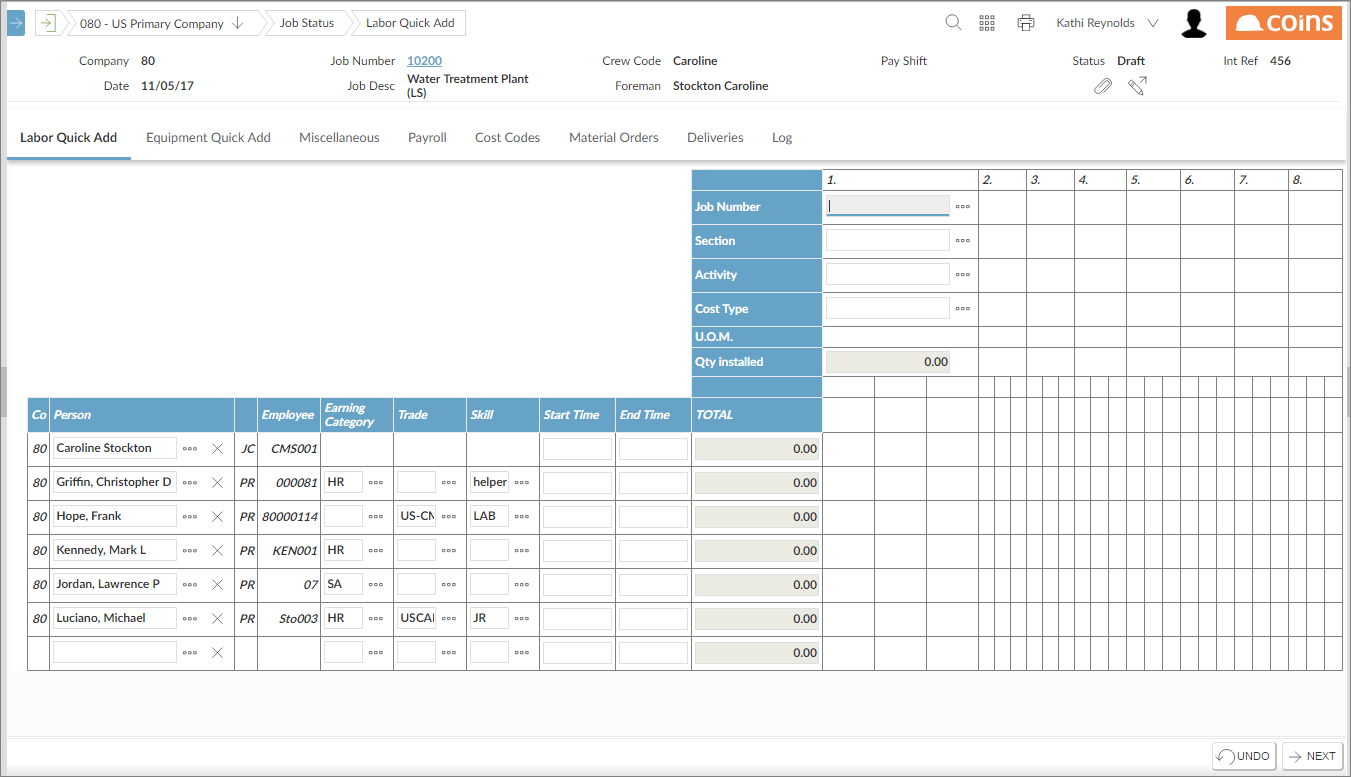 080 - US Primary Company Job Status Labor Quick Add Kathi Reynolds coins
Company 80 Job Number 10200 Crew Code Caroline Pay Shift Status Draft Int Ref 456
Date 11/05/17 Job Desc Water Treatment Plant (LS) Foreman Stockton Caroline
Labor Quick Add Equipment Quick Add Miscellaneous Payroll Cost Codes Material Orders Deliveries Log
1. 2. 3. 4. 5. 6. 7. 8.
Job Number
Section
Activity
Cost Type
U.O.M.
Qty installed 0.00
Co Person Employee Earning Category Trade Skill Start Time End Time TOTAL
80 Caroline Stockton JC CMS001 0.00
80 Griffin, Christopher D PR 000081 HR helper 0.00
80 Hope, Frank PR 80000114 US-CN LAB 0.00
80 Kennedy, Mark L PR KEN001 HR 0.00
80 Jordan, Lawrence P PR 07 SA 0.00
80 Luciano, Michael PR Sto003 HR USCAI JR 0.00
0.00
UNDO NEXT